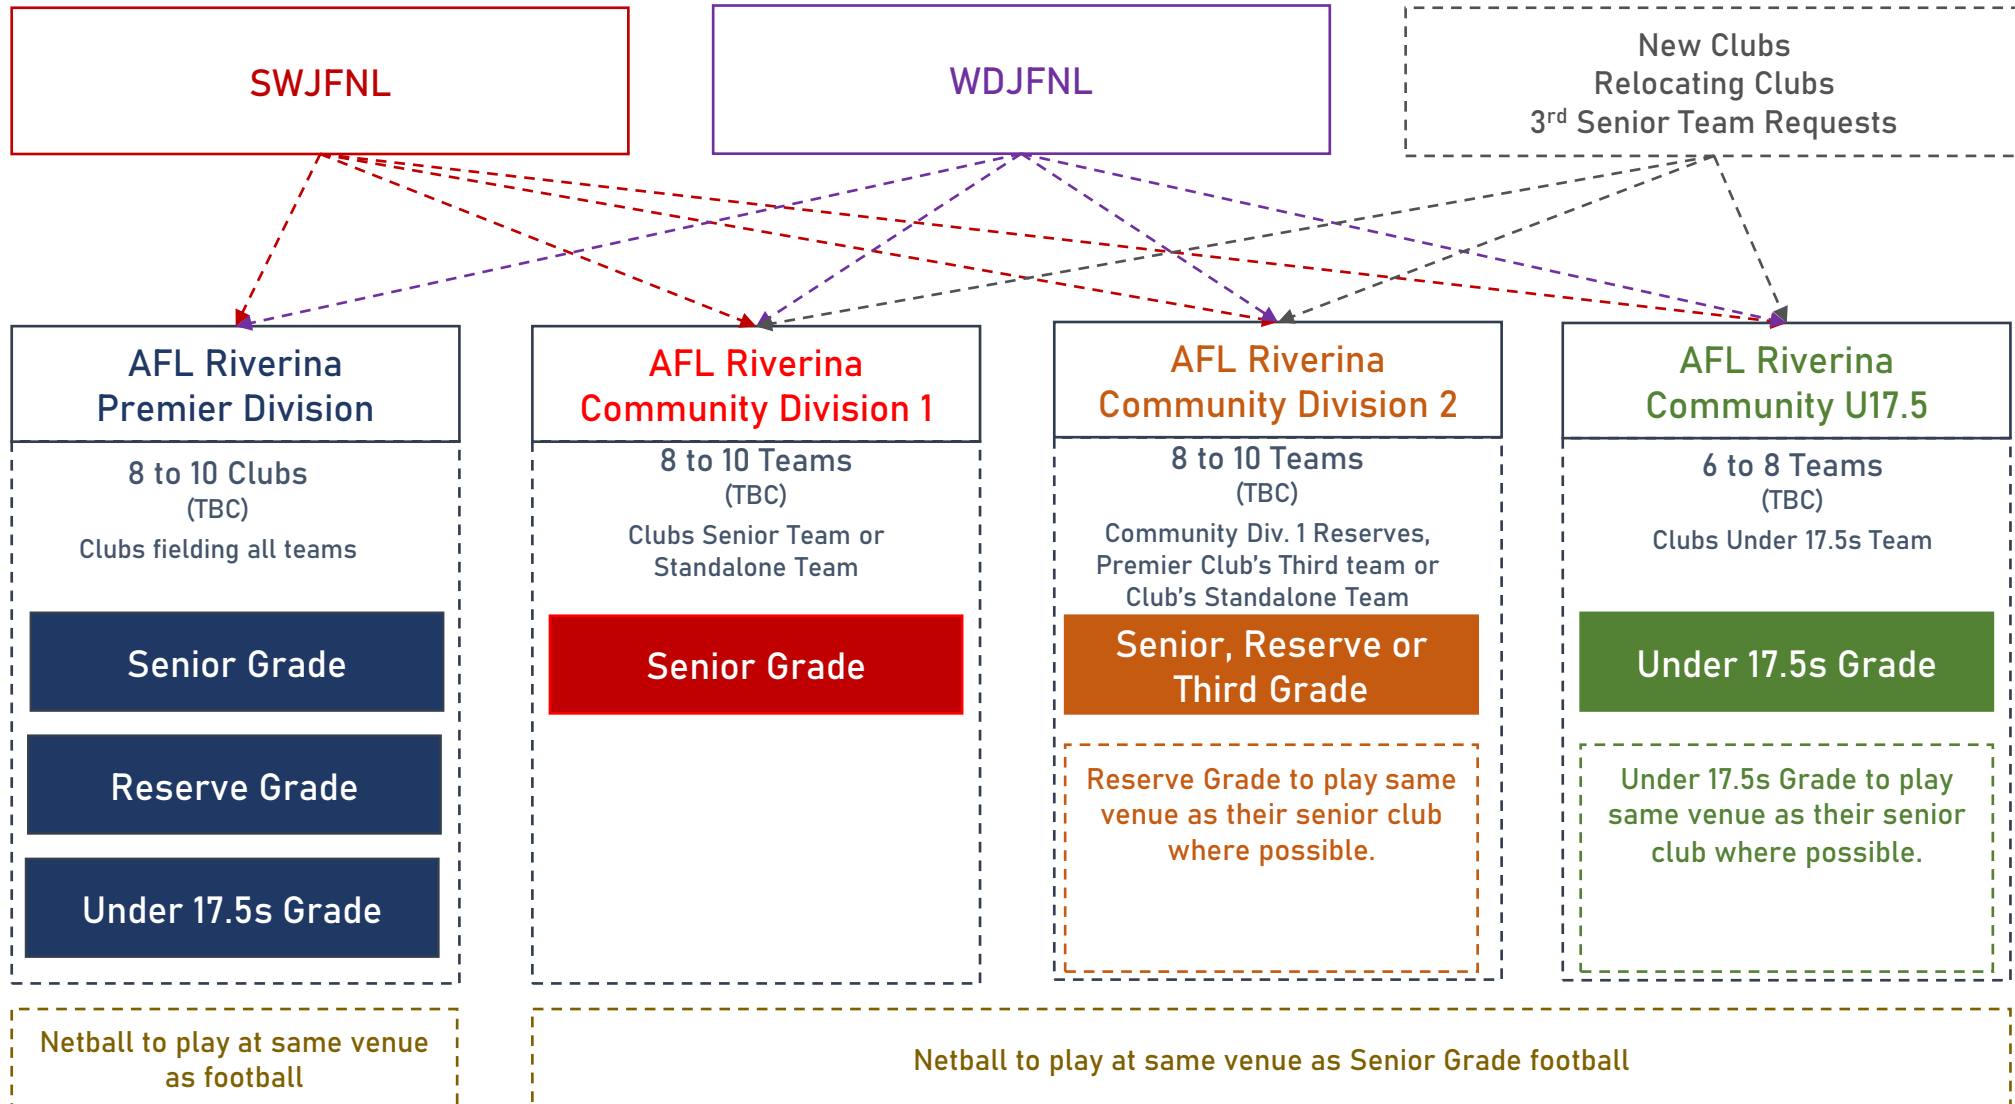 SWJFNL
WDJFNL
New Clubs
Relocating Clubs
3rd Senior Team Requests
AFL Riverina
Premier Division
8 to 10 Clubs
(TBC)
Clubs fielding all teams
Senior Grade
Reserve Grade
Under 17.5s Grade
AFL Riverina
Community Division 1
8 to 10 Teams
(TBC)
Clubs Senior Team or
Standalone Team
Senior Grade
AFL Riverina
Community Division 2
8 to 10 Teams
(TBC)
Community Div. 1 Reserves,
Premier Club's Third team or
Club's Standalone Team
Senior, Reserve or
Third Grade
Reserve Grade to play same
venue as their senior club
where possible.
AFL Riverina
Community U17.5
6 to 8 Teams
(TBC)
Clubs Under 17.5s Team
Under 17.5s Grade
Under 17.5s Grade to play
same venue as their senior
club where possible.
Netball to play at same venue
as football
Netball to play at same venue as Senior Grade football